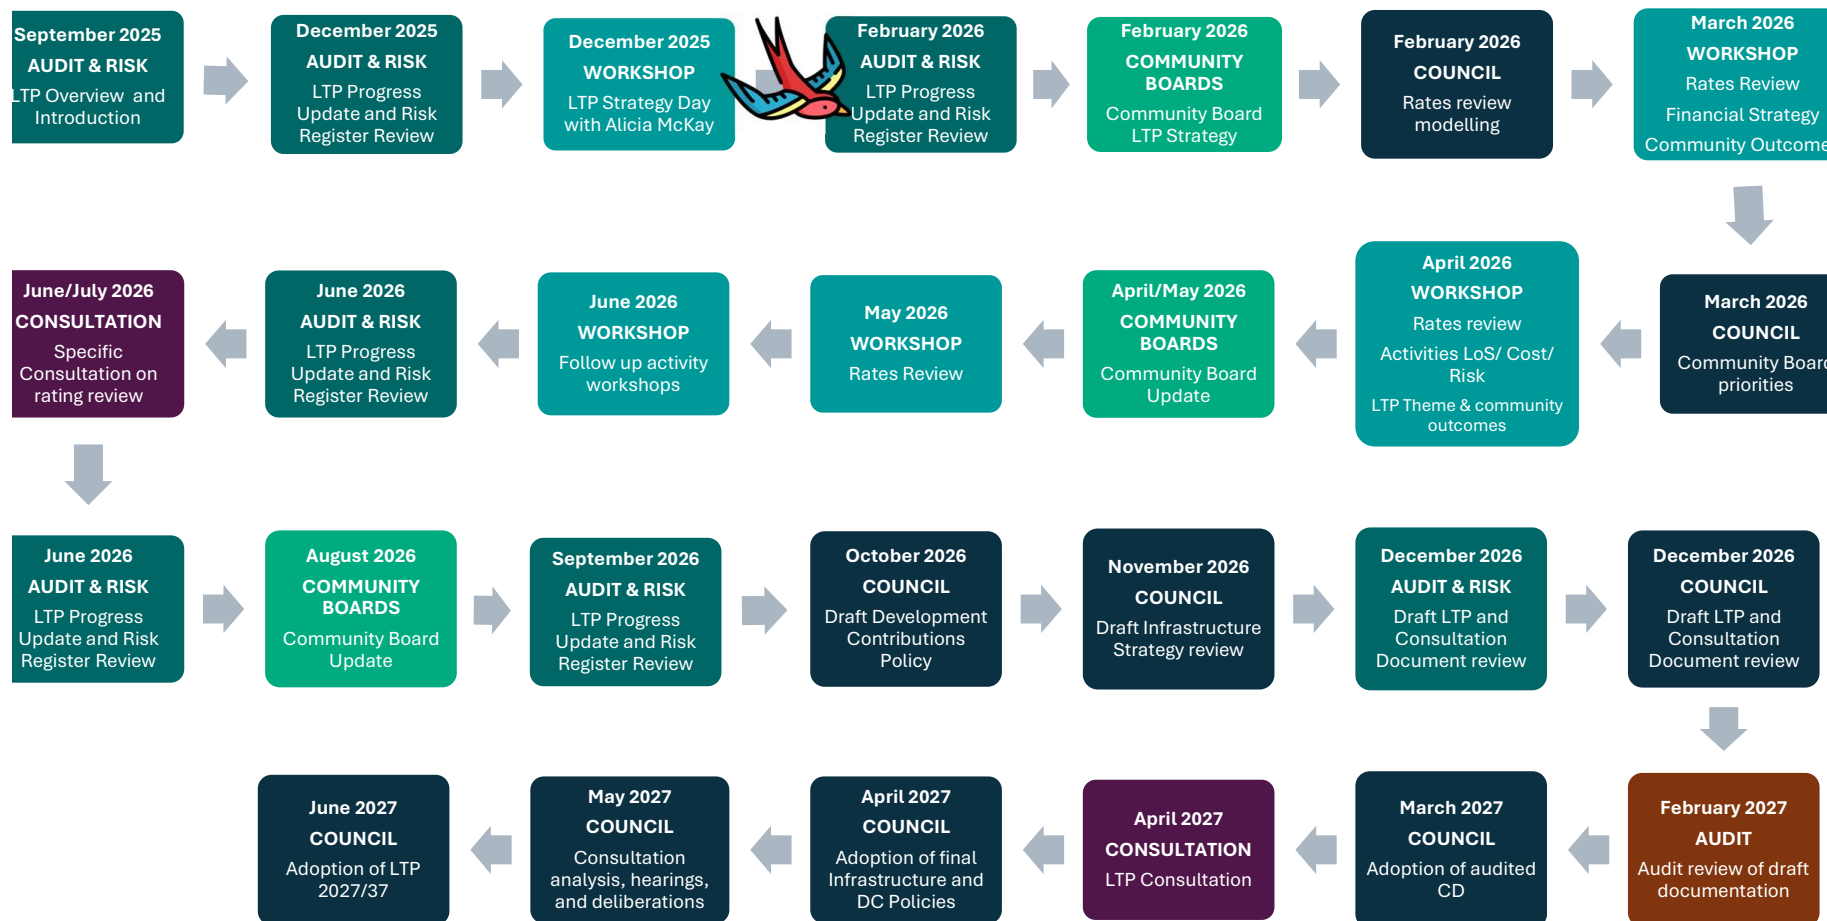 September 2025
AUDIT & RISK
LTP Overview and
Introduction
December 2025
AUDIT & RISK
LTP Progress
Update and Risk
Register Review
December 2025
WORKSHOP
LTP Strategy Day
with Alicia McKay
February 2026
AUDIT & RISK
LTP Progress
Update and Risk
Register Review
February 2026
COMMUNITY
BOARDS
Community Board
LTP Strategy
February 2026
COUNCIL
Rates review
modelling
March 2026
WORKSHOP
Rates Review
Financial Strategy
Community Outcome
March 2026
COUNCIL
Community Board
priorities
April 2026
WORKSHOP
Rates review
Activities LoS/ Cost/
Risk
LTP Theme & community
outcomes
April/May 2026
COMMUNITY
BOARDS
Community Board
Update
May 2026
WORKSHOP
Rates Review
June 2026
WORKSHOP
Follow up activity
workshops
June 2026
AUDIT & RISK
LTP Progress
Update and Risk
Register Review
June/July 2026
CONSULTATION
Specific
Consultation on
rating review
June 2026
AUDIT & RISK
LTP Progress
Update and Risk
Register Review
August 2026
COMMUNITY
BOARDS
Community Board
Update
September 2026
AUDIT & RISK
LTP Progress
Update and Risk
Register Review
October 2026
COUNCIL
Draft Development
Contributions
Policy
November 2026
COUNCIL
Draft Infrastructure
Strategy review
December 2026
AUDIT & RISK
Draft LTP and
Consultation
Document review
December 2026
COUNCIL
Draft LTP and
Consultation
Document review
February 2027
AUDIT
Audit review of draft
documentation
March 2027
COUNCIL
Adoption of audited
CD
April 2027
CONSULTATION
LTP Consultation
April 2027
COUNCIL
Adoption of final
Infrastructure and
DC Policies
May 2027
COUNCIL
Consultation
analysis, hearings,
and deliberations
June 2027
COUNCIL
Adoption of LTP
2027/37